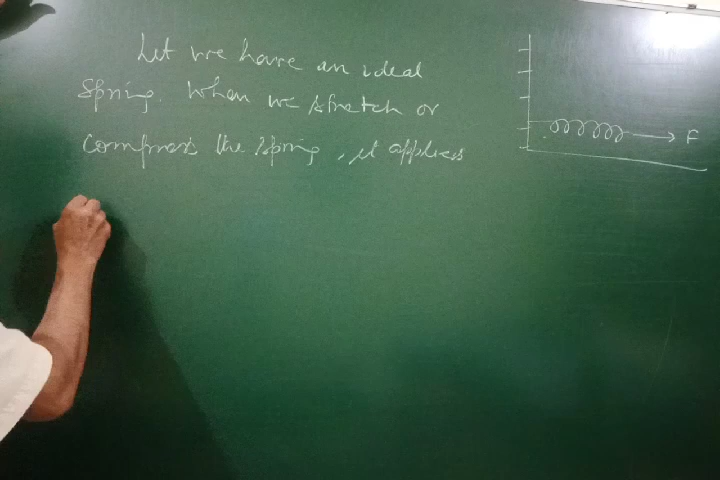 Let we have an ideal
Spring. When we stretch or
compress the spring, it applies
F